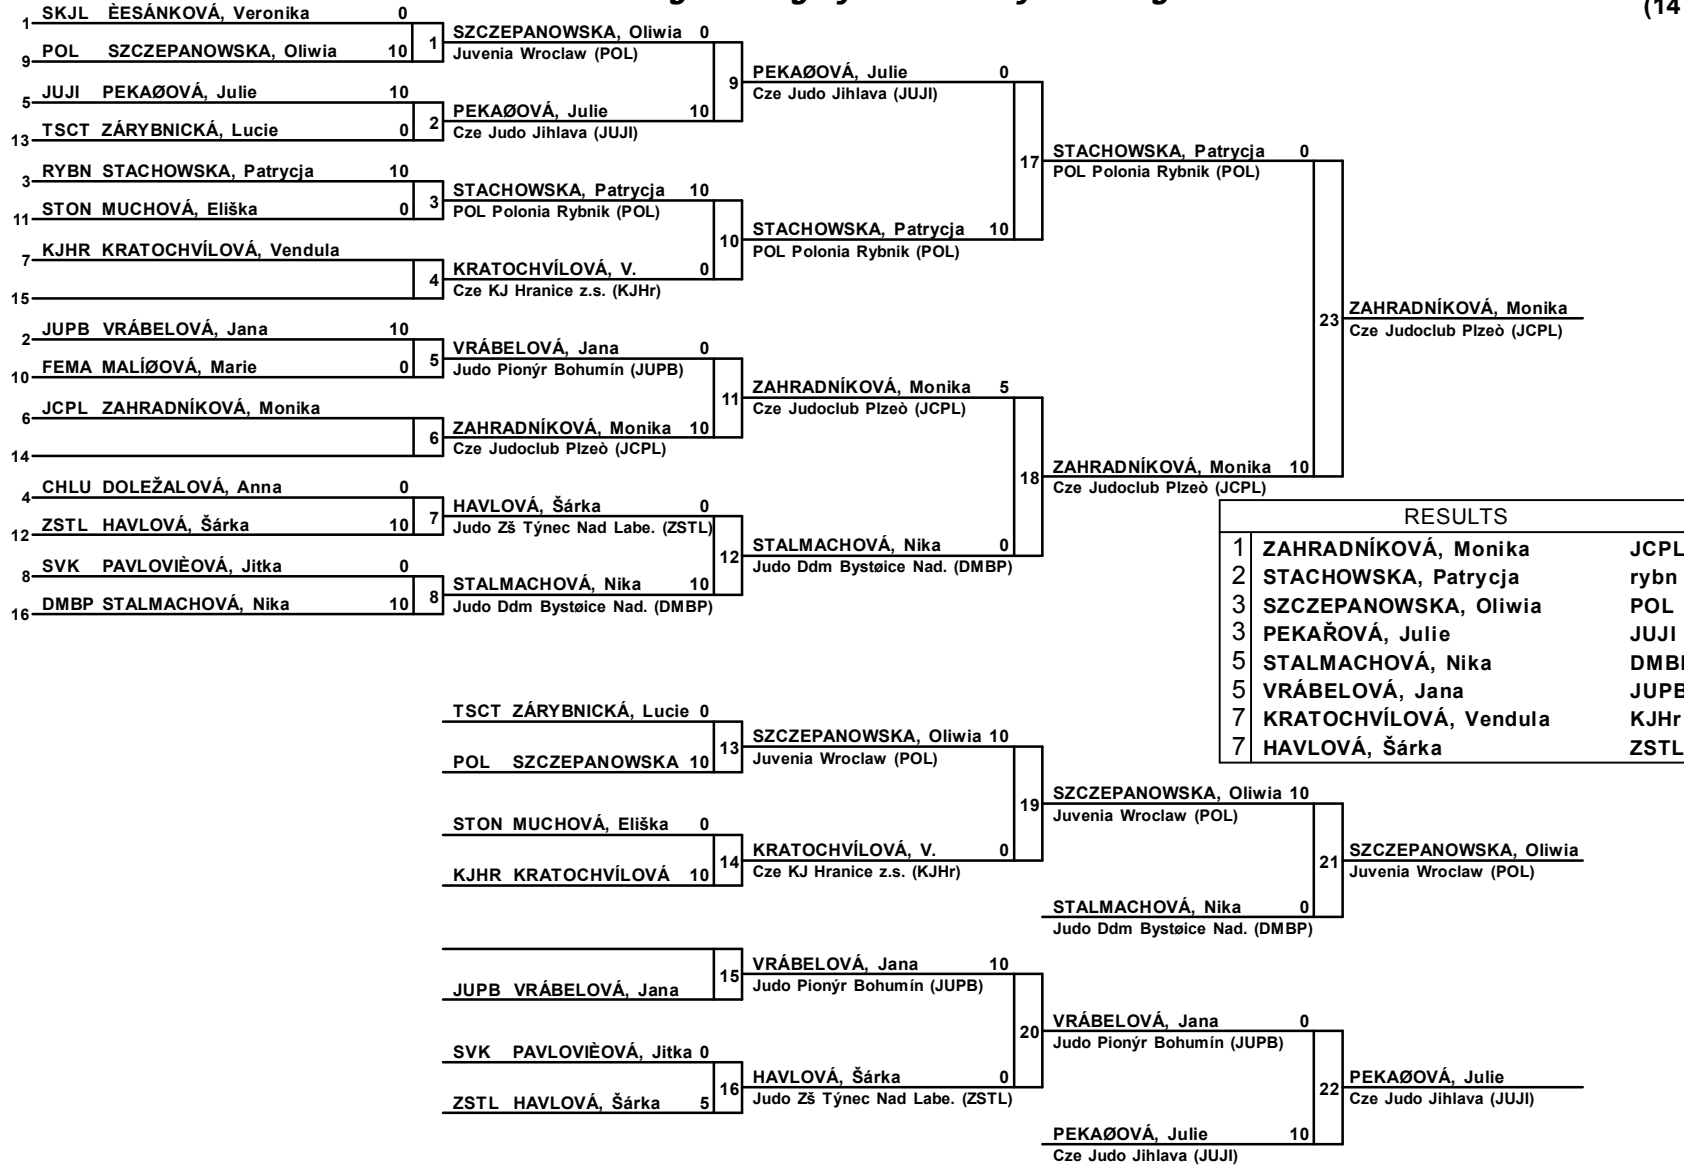 (14
1 SKJL ÈESÁNKOVÁ, Veronika 0
9 POL SZCZEPANOWSKA, Oliwia 10
1
5 JUJI PEKAØOVÁ, Julie 10
13 TSCT ZÁRYBNICKÁ, Lucie 0
2
3 RYBN STACHOWSKA, Patrycja 10
11 STON MUCHOVÁ, Eliška 0
3
7 KJHR KRATOCHVÍLOVÁ, Vendula
15
4
2 JUPB VRÁBELOVÁ, Jana 10
10 FEMA MALÍØOVÁ, Marie 0
5
6 JCPL ZAHRADNÍKOVÁ, Monika
14
6
4 CHLU DOLEŽALOVÁ, Anna 0
12 ZSTL HAVLOVÁ, Šárka 10
7
8 SVK PAVLOVIÈOVÁ, Jitka 0
16 DMBP STALMACHOVÁ, Nika 10
8
SZCZEPANOWSKA, Oliwia 0
Juvenia Wroclaw (POL)
9
PEKAØOVÁ, Julie 10
Cze Judo Jihlava (JUJI)
STACHOWSKA, Patrycja 10
POL Polonia Rybnik (POL)
10
KRATOCHVÍLOVÁ, V. 0
Cze KJ Hranice z.s. (KJHr)
VRÁBELOVÁ, Jana 0
Judo Pionýr Bohumín (JUPB)
11
ZAHRADNÍKOVÁ, Monika 10
Cze Judoclub Plzeò (JCPL)
HAVLOVÁ, Šárka 0
Judo Zš Týnec Nad Labe. (ZSTL)
12
STALMACHOVÁ, Nika 10
Judo Ddm Bystøice Nad. (DMBP)
PEKAØOVÁ, Julie 0
Cze Judo Jihlava (JUJI)
17
STACHOWSKA, Patrycja 10
POL Polonia Rybnik (POL)
ZAHRADNÍKOVÁ, Monika 5
Cze Judoclub Plzeò (JCPL)
18
STALMACHOVÁ, Nika 0
Judo Ddm Bystøice Nad. (DMBP)
STACHOWSKA, Patrycja 0
POL Polonia Rybnik (POL)
23
ZAHRADNÍKOVÁ, Monika 10
Cze Judoclub Plzeò (JCPL)
ZAHRADNÍKOVÁ, Monika
Cze Judoclub Plzeò (JCPL)
RESULTS
1 ZAHRADNÍKOVÁ, Monika JCPL
2 STACHOWSKA, Patrycja rybn
3 SZCZEPANOWSKA, Oliwia POL
3 PEKAŘOVÁ, Julie JUJI
5 STALMACHOVÁ, Nika DMBP
5 VRÁBELOVÁ, Jana JUPB
7 KRATOCHVÍLOVÁ, Vendula KJHr
7 HAVLOVÁ, Šárka ZSTL
TSCT ZÁRYBNICKÁ, Lucie 0
13
POL SZCZEPANOWSKA 10
STON MUCHOVÁ, Eliška 0
14
KJHR KRATOCHVÍLOVÁ 10
15
JUPB VRÁBELOVÁ, Jana
SVK PAVLOVIÈOVÁ, Jitka 0
16
ZSTL HAVLOVÁ, Šárka 5
SZCZEPANOWSKA, Oliwia 10
Juvenia Wroclaw (POL)
19
KRATOCHVÍLOVÁ, V. 0
Cze KJ Hranice z.s. (KJHr)
VRÁBELOVÁ, Jana 10
Judo Pionýr Bohumín (JUPB)
20
HAVLOVÁ, Šárka 0
Judo Zš Týnec Nad Labe. (ZSTL)
SZCZEPANOWSKA, Oliwia 10
Juvenia Wroclaw (POL)
21
STALMACHOVÁ, Nika 0
Judo Ddm Bystøice Nad. (DMBP)
VRÁBELOVÁ, Jana 0
Judo Pionýr Bohumín (JUPB)
22
PEKAØOVÁ, Julie 10
Cze Judo Jihlava (JUJI)
SZCZEPANOWSKA, Oliwia
Juvenia Wroclaw (POL)
PEKAØOVÁ, Julie
Cze Judo Jihlava (JUJI)